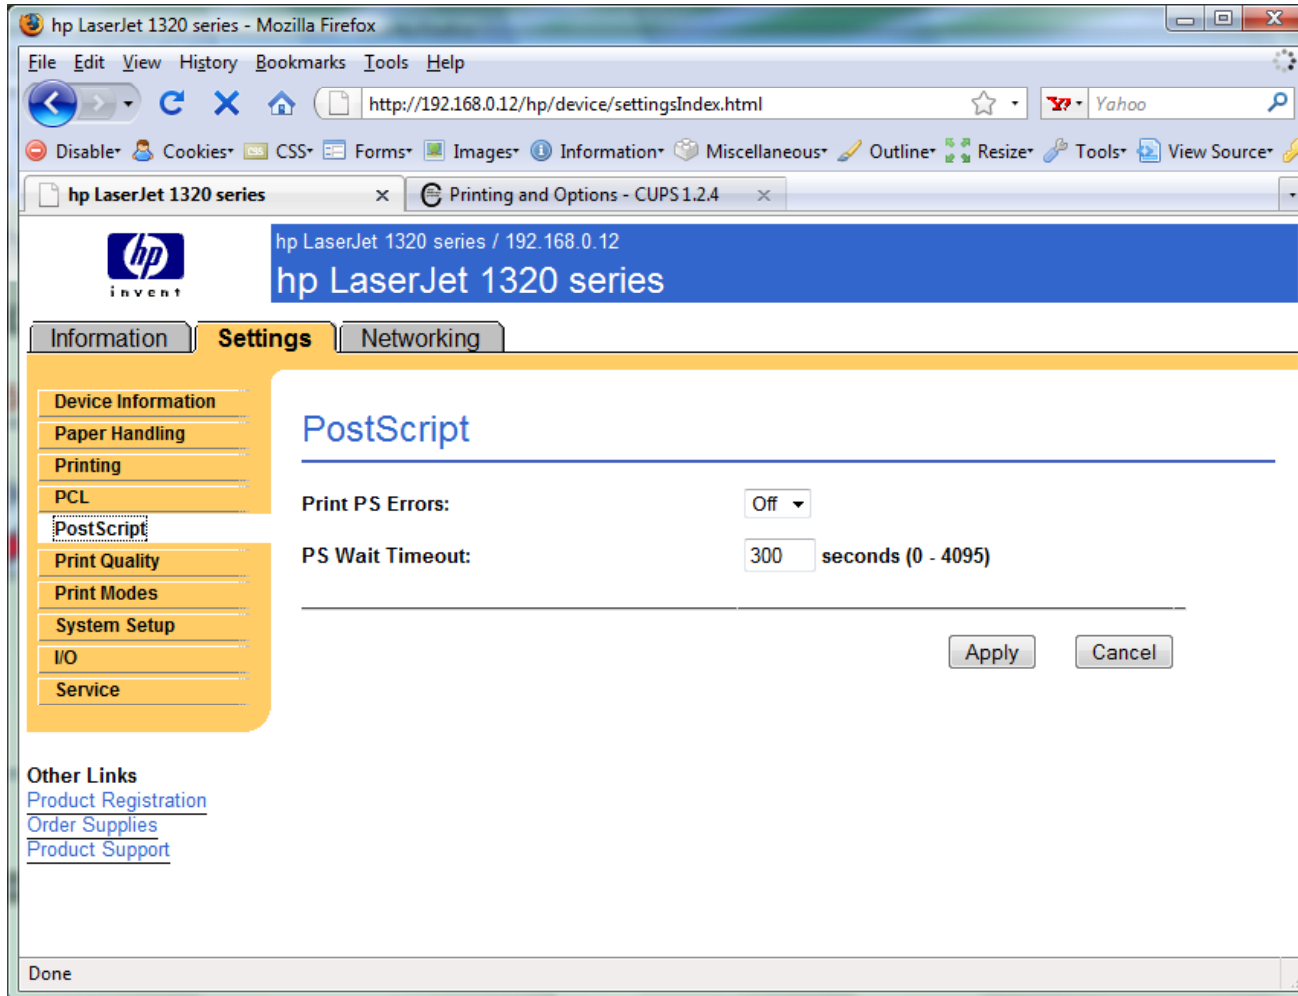 hp LaserJet 1320 series - Mozilla Firefox
File Edit View History Bookmarks Tools Help
http://192.168.0.12/hp/device/settingsIndex.html Yahoo
Disable Cookies CSS CSS Forms Images Information Miscellaneous Outline Resize Tools View Source
hp LaserJet 1320 series Printing and Options - CUPS 1.2.4
hp
invent
hp LaserJet 1320 series / 192.168.0.12
hp LaserJet 1320 series
Information Settings Networking
Device Information
Paper Handling
Printing
PCL
PostScript
Print Quality
Print Modes
System Setup
I/O
Service
PostScript
Print PS Errors: Off
PS Wait Timeout: 300 seconds (0 - 4095)
Apply Cancel
Other Links
Product Registration
Order Supplies
Product Support
Done